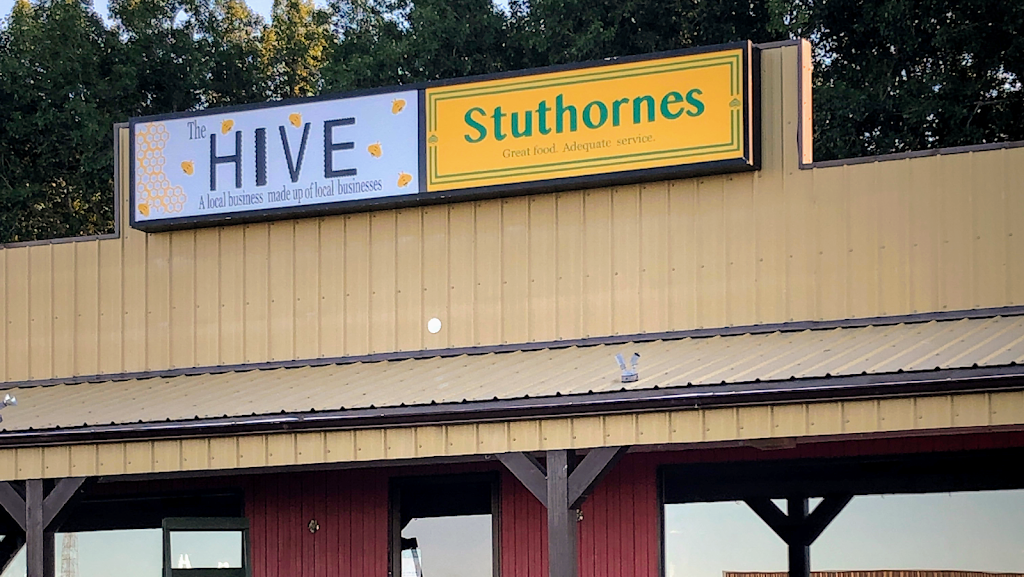 The
HIVE
A local business made up of local businesses
Stuthornes
Great food. Adequate service.